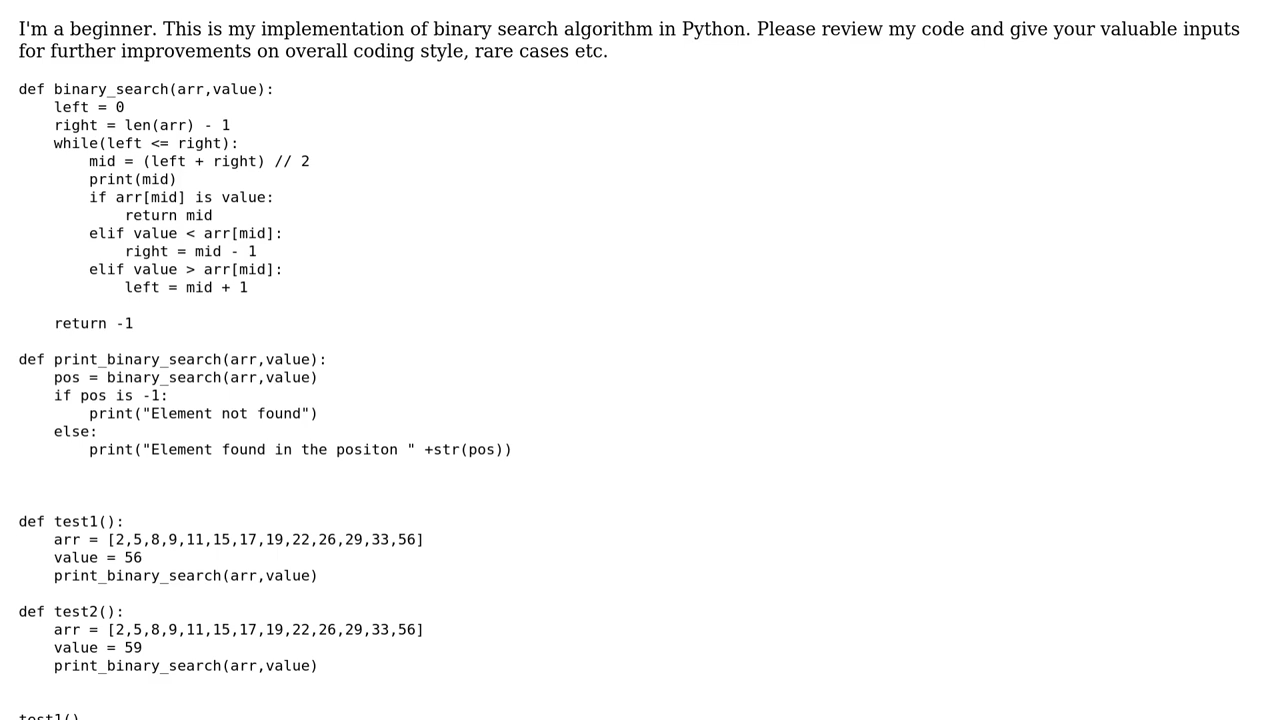 I'm a beginner. This is my implementation of binary search algorithm in Python. Please review my code and give your valuable inputs
for further improvements on overall coding style, rare cases etc.
def binary_search(arr,value):
    left = 0
    right = len(arr) - 1
    while(left <= right):
        mid = (left + right) // 2
        print(mid)
        if arr[mid] is value:
            return mid
        elif value < arr[mid]:
            right = mid - 1
        elif value > arr[mid]:
            left = mid + 1

    return -1

def print_binary_search(arr,value):
    pos = binary_search(arr,value)
    if pos is -1:
        print("Element not found")
    else:
        print("Element found in the positon " +str(pos))


def test1():
    arr = [2,5,8,9,11,15,17,19,22,26,29,33,56]
    value = 56
    print_binary_search(arr,value)

def test2():
    arr = [2,5,8,9,11,15,17,19,22,26,29,33,56]
    value = 59
    print_binary_search(arr,value)


test1()